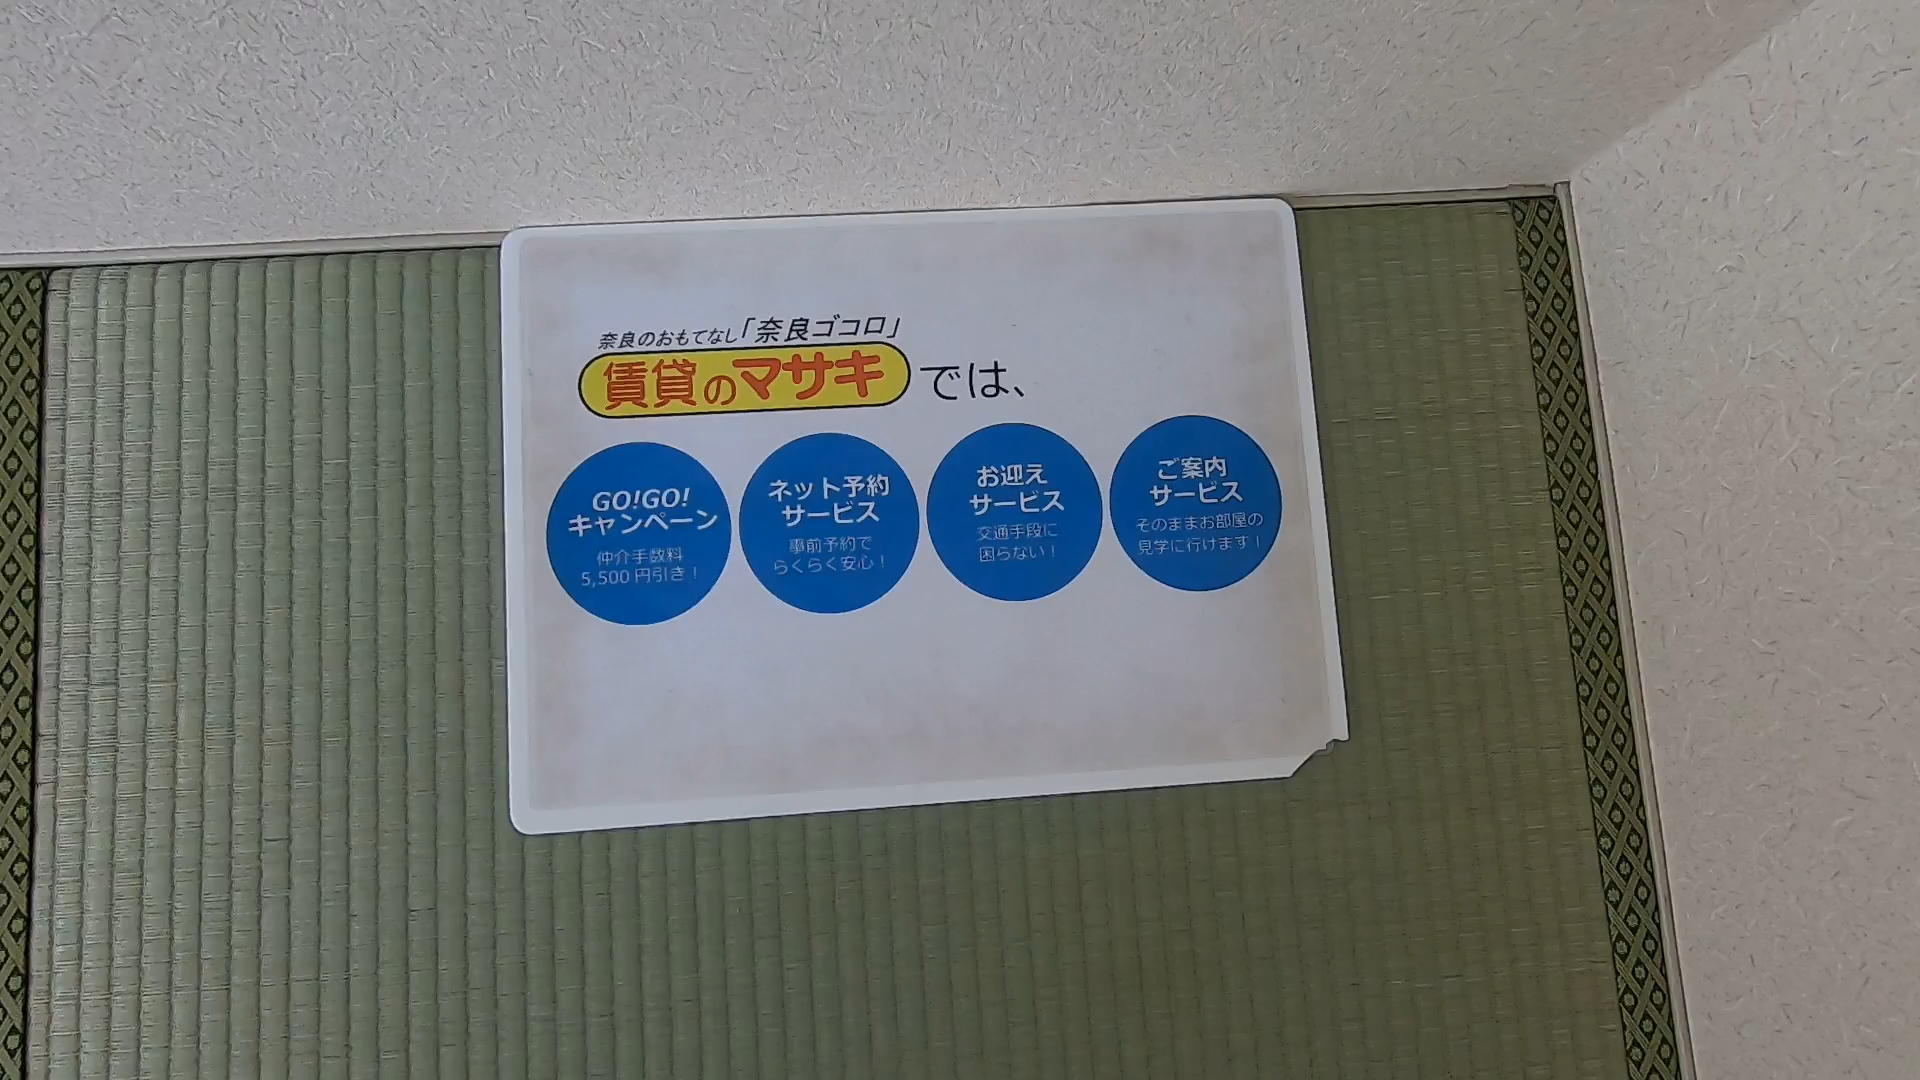 奈良のおもてなし「奈良ゴコロ」
賃貸のマサキでは、
GO!GO!
キャンペーン
仲介手数料
5,500円引き！
ネット予約
サービス
事前予約で
らくらく安心！
お迎え
サービス
交通手段に
困らない！
ご案内
サービス
そのままお部屋の
見学に行けます！